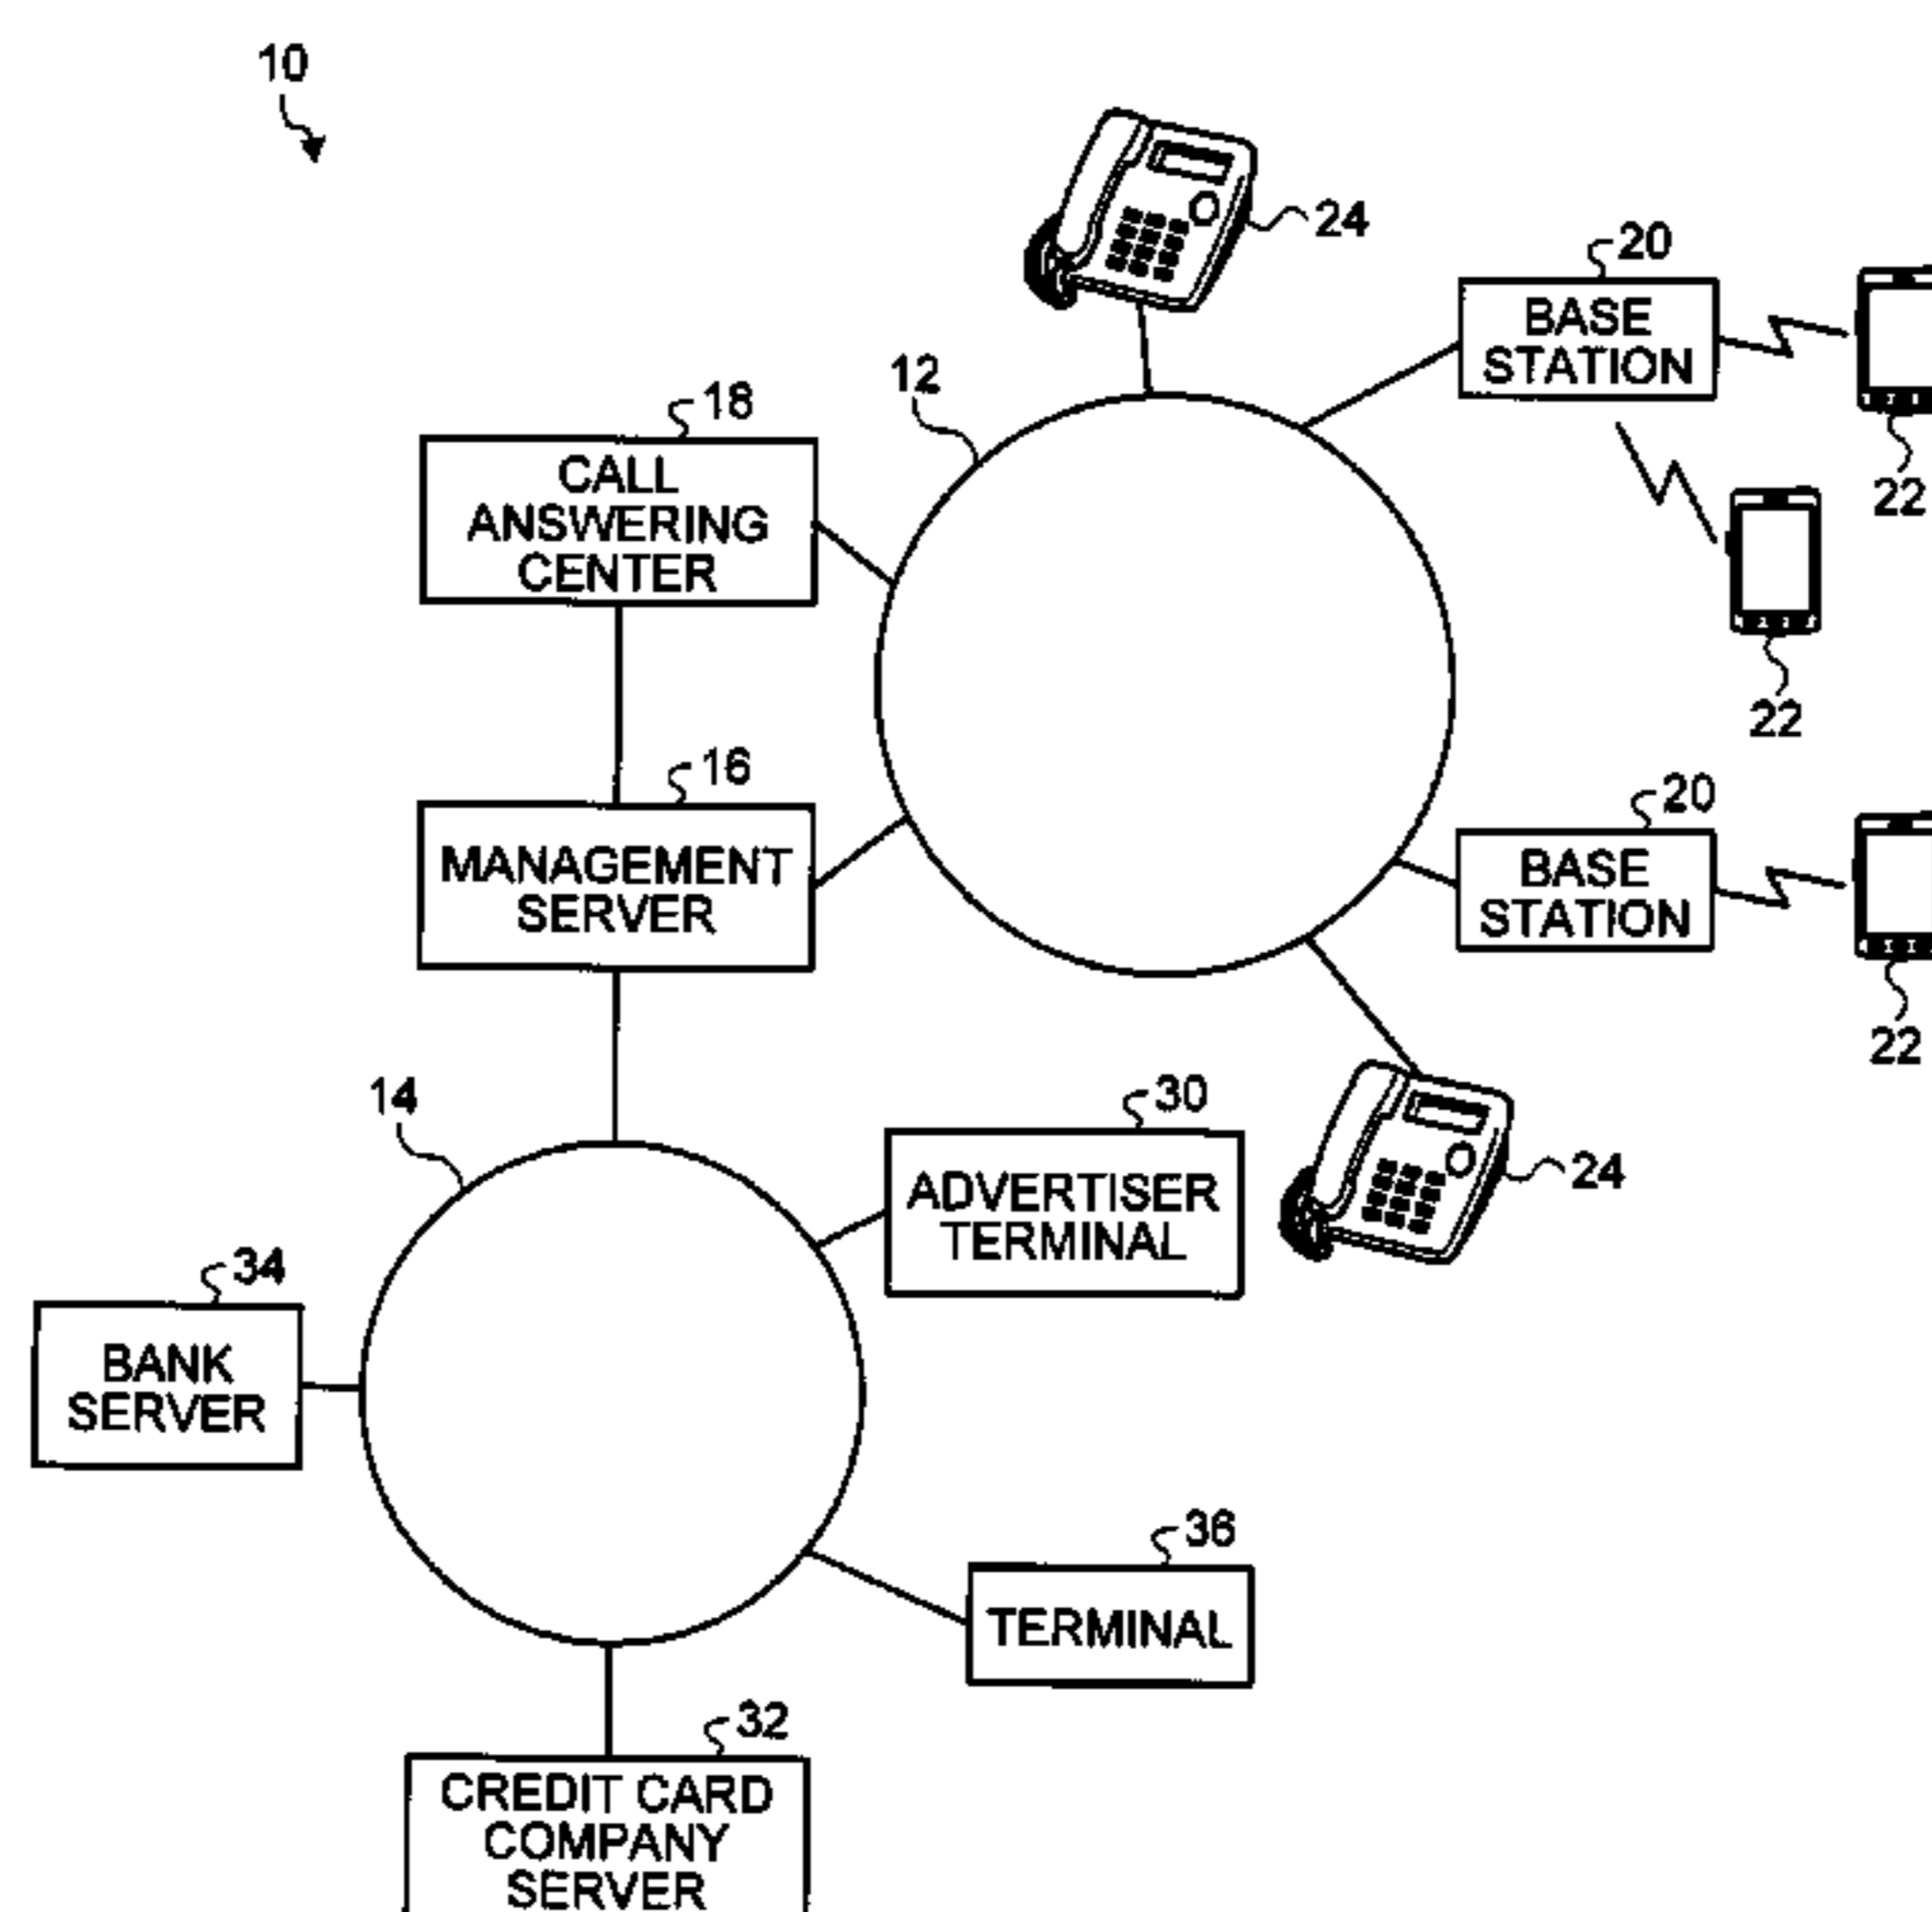 10
24
20
BASE
STATION
12
18
CALL
ANSWERING
CENTER
22
22
16
MANAGEMENT
SERVER
20
BASE
STATION
22
14
30
ADVERTISER
TERMINAL
24
34
BANK
SERVER
36
TERMINAL
32
CREDIT CARD
COMPANY
SERVER